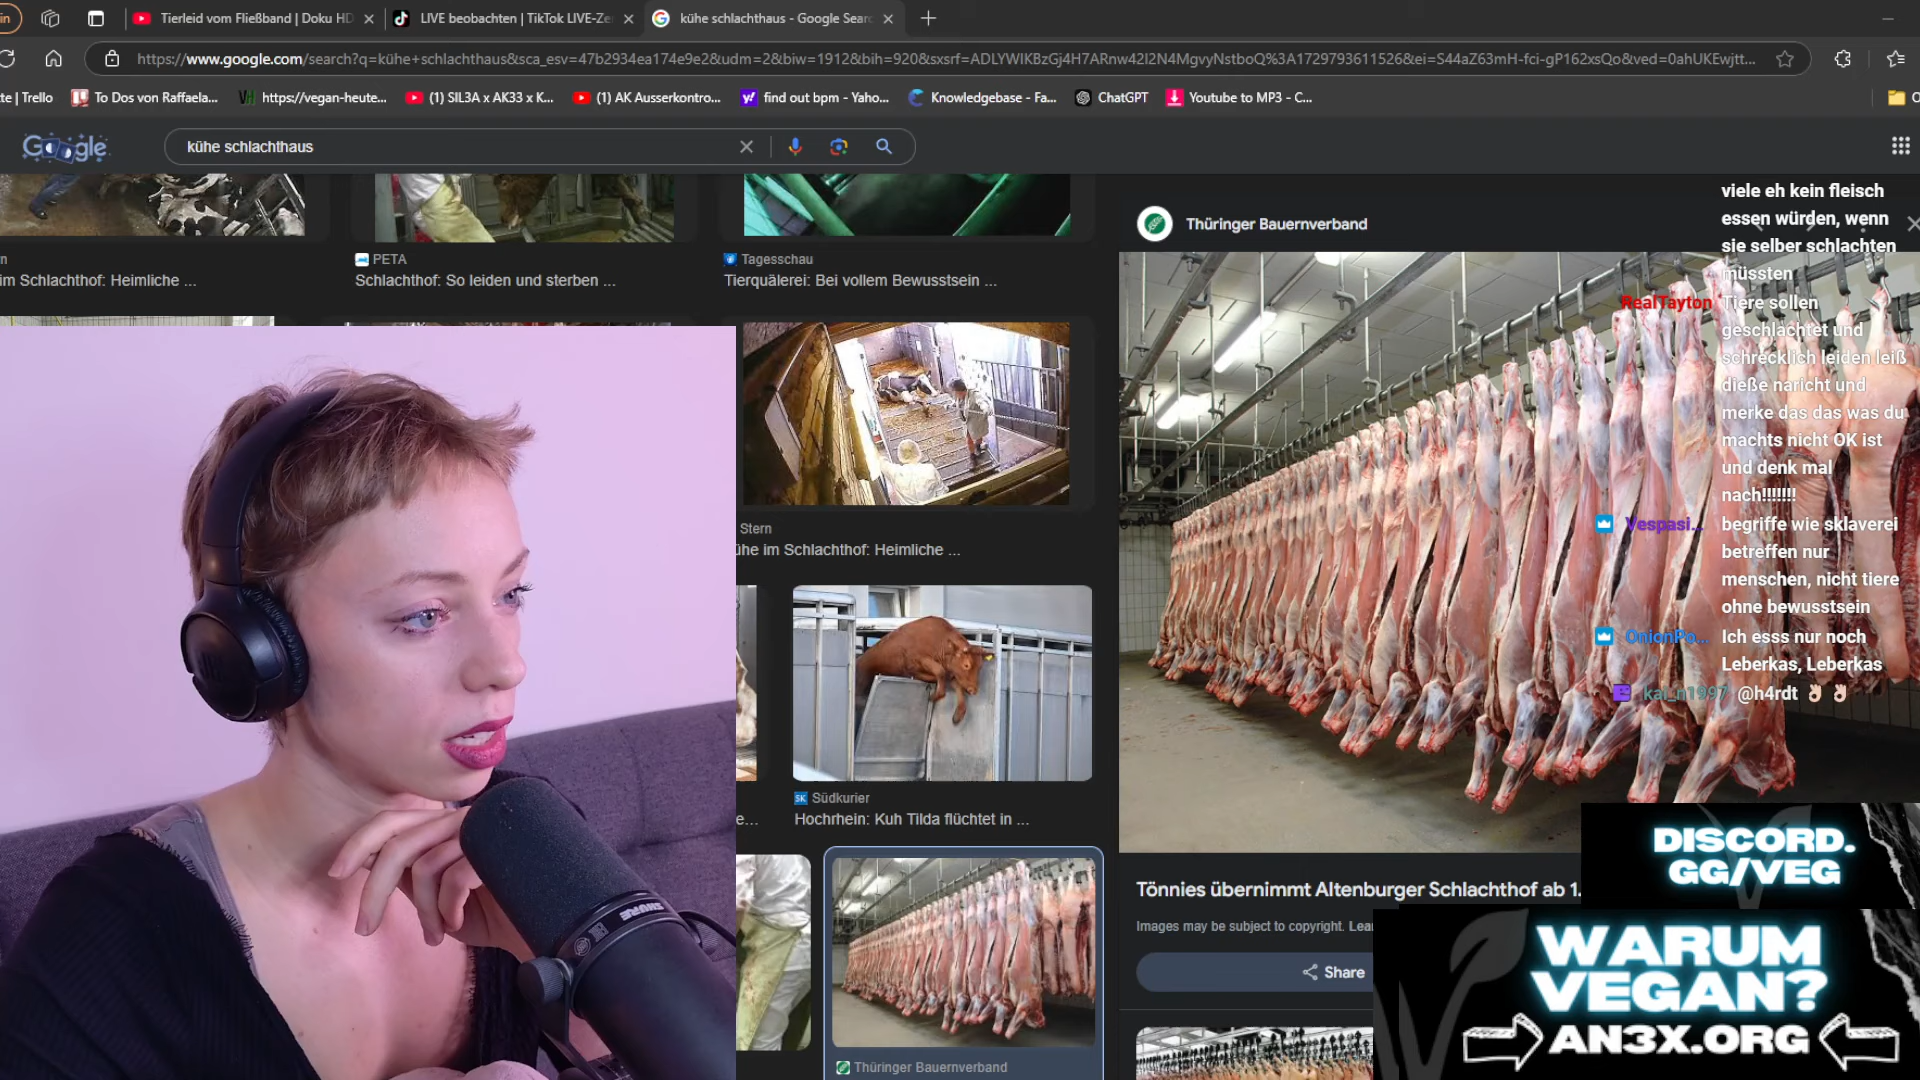 in
Tierleid vom Fließband | Doku HD
LIVE beobachten | TikTok LIVE-Ze
kühe schlachthaus - Google Sear
https://www.google.com/search?q=kühe+schlachthaus&sca_esv=47b2934ea174e9e2&udm=2&biw=1912&bih=920&sxsrf=ADLYWIKBzGj4H7ARnw42I2N4MgvyNstboQ%3A1729793611526&ei=S44aZ63mH-fci-gP162xsQo&ved=0ahUKEwjtt...
te | Trello
To Dos von Raffaela...
https://vegan-heute...
(1) SIL3A x AK33 x K...
(1) AK Ausserkontro...
find out bpm - Yaho...
Knowledgebase - Fa...
ChatGPT
Youtube to MP3 - C...
O
Google
kühe schlachthaus
n
im Schlachthof: Heimliche ...
PETA
Schlachthof: So leiden und sterben ...
Tagesschau
Tierquälerei: Bei vollem Bewusstsein ...
Stern
ühe im Schlachthof: Heimliche ...
e...
Südkurier
Hochrhein: Kuh Tilda flüchtet in ...
Thüringer Bauernverband
Thüringer Bauernverband
viele eh kein fleisch
essen würden, wenn
sie selber schlachten
müssten
RealTayton Tiere sollen
geschlachtet und
schrecklich leiden leiß
dieße naricht und
merke das das was du
machts nicht OK ist
und denk mal
nach!!!!!!!
Vespasi... begriffe wie sklaverei
betreffen nur
menschen, nicht tiere
ohne bewusstsein
OnionPo... Ich esss nur noch
Leberkas, Leberkas
kai_n1997 @h4rdt 👌🏻 👌🏻
Tönnies übernimmt Altenburger Schlachthof ab 1.
Images may be subject to copyright. Lear
Share
DISCORD.
GG/VEG
WARUM
VEGAN?
AN3X.ORG
SHURE